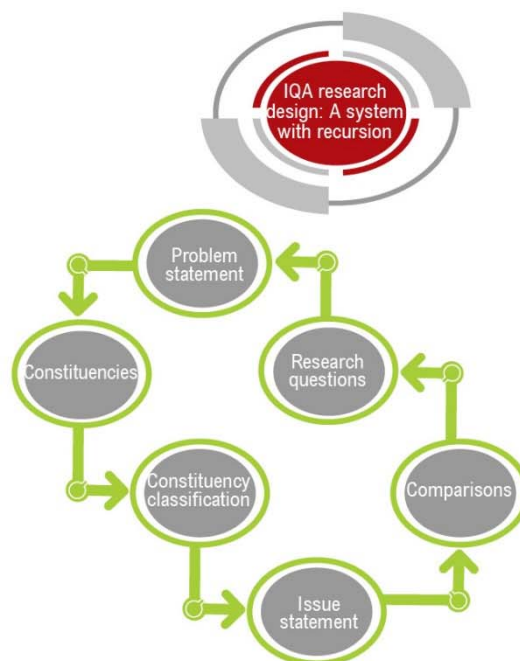 IQA research
design: A system
with recursion
Problem
statement
Constituencies
Research
questions
Constituency
classification
Comparisons
Issue
statement